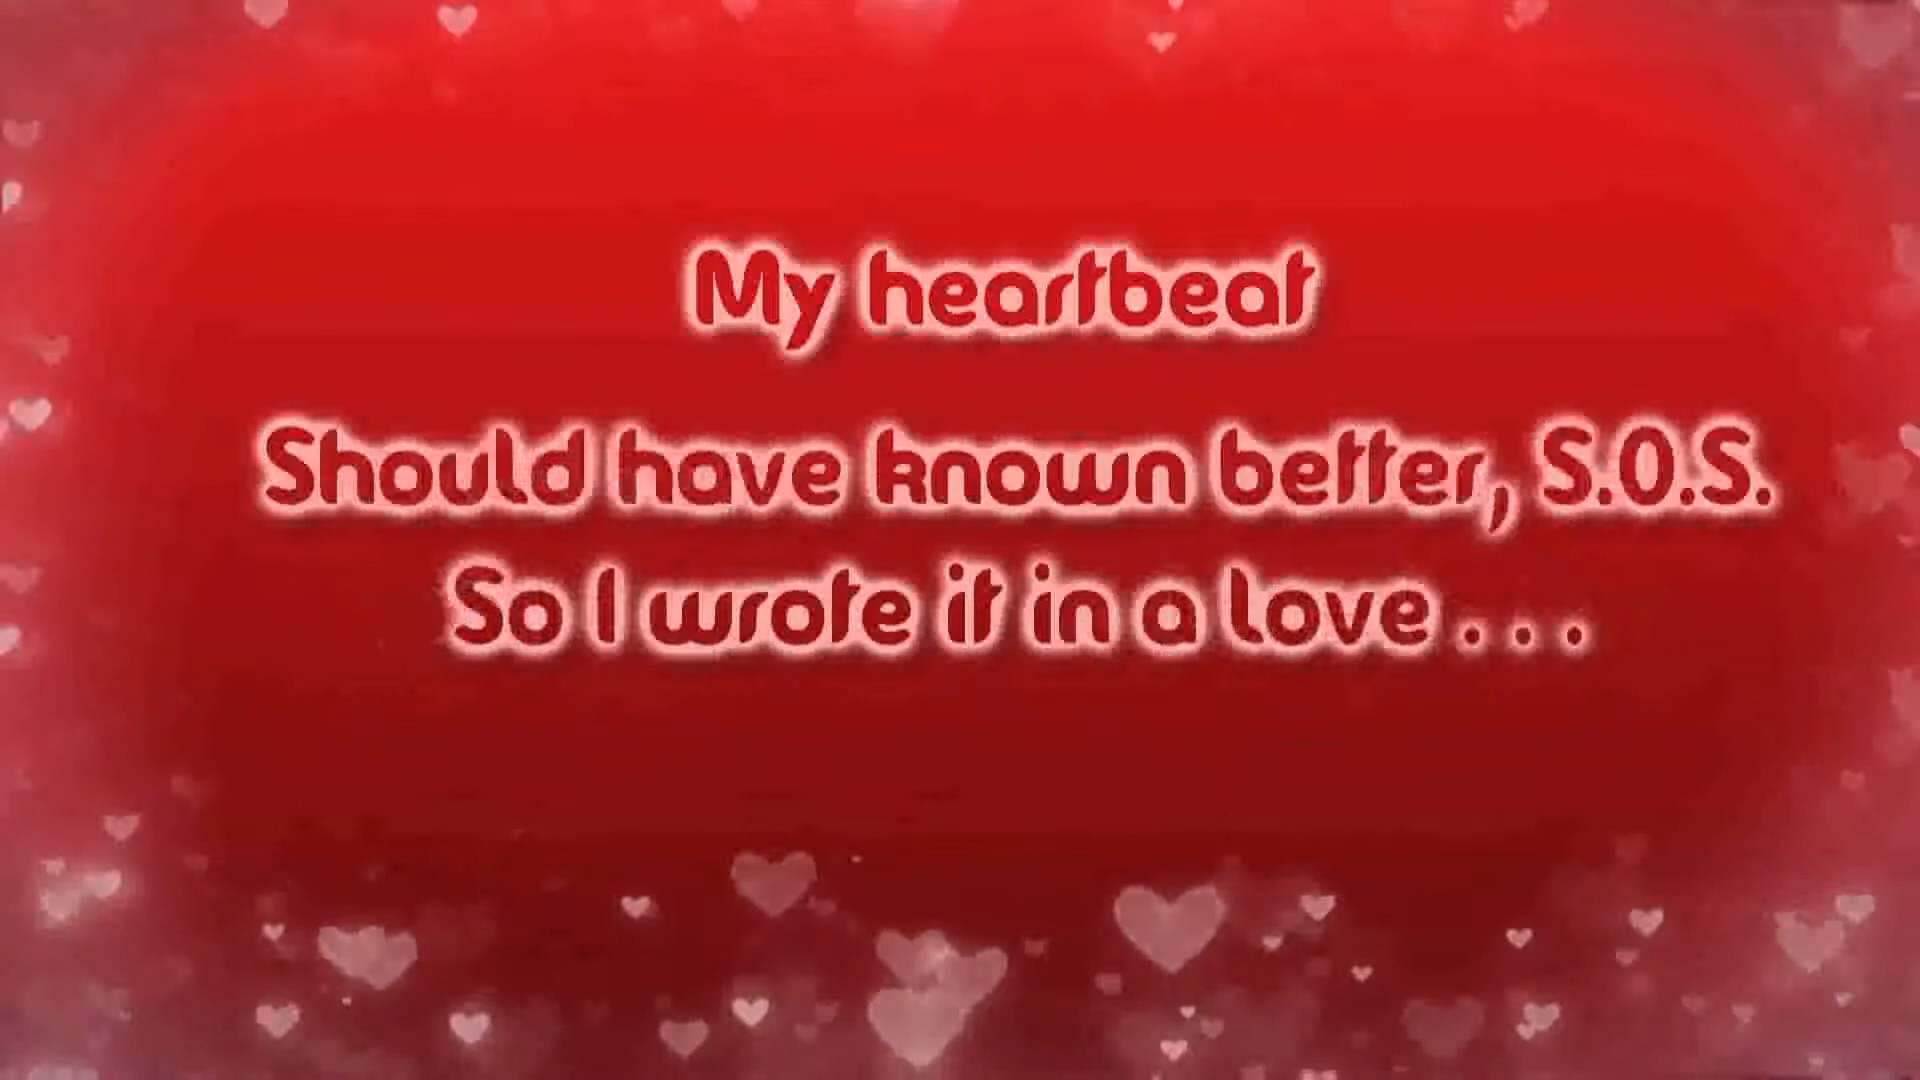 My heartbeat
Should have known better, S.O.S.
So I wrote it in a love . . .